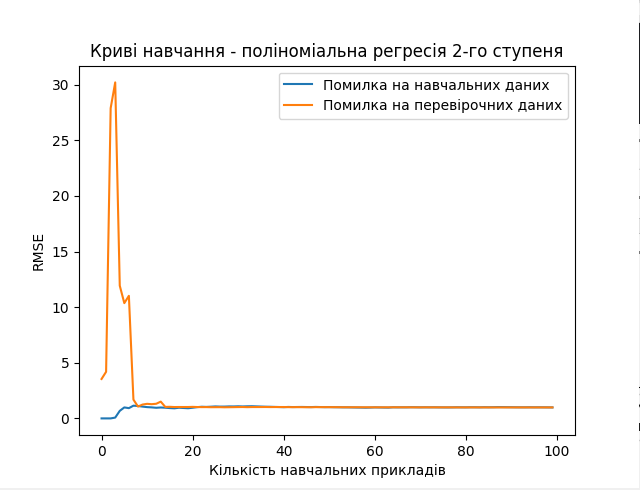 Криві навчання - поліноміальна регресія 2-го ступеня
Помилка на навчальних даних
Помилка на перевірочних даних
RMSE
30
25
20
15
10
5
0
0 20 40 60 80 100
Кількість навчальних прикладів